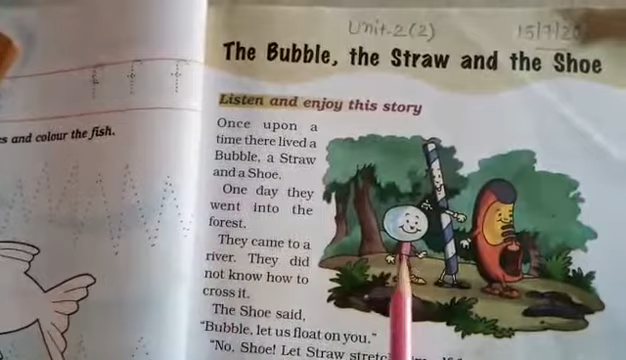 Unit-2(2)
15/7/20
The Bubble, the Straw and the Shoe
Listen and enjoy this story
s and colour the fish.
Once upon a
time there lived a
Bubble, a Straw
and a Shoe.
One day they
went into the
forest.
They came to a
river. They did
not know how to
cross it.
The Shoe said,
"Bubble, let us float on you."
"No, Shoe! Let Straw